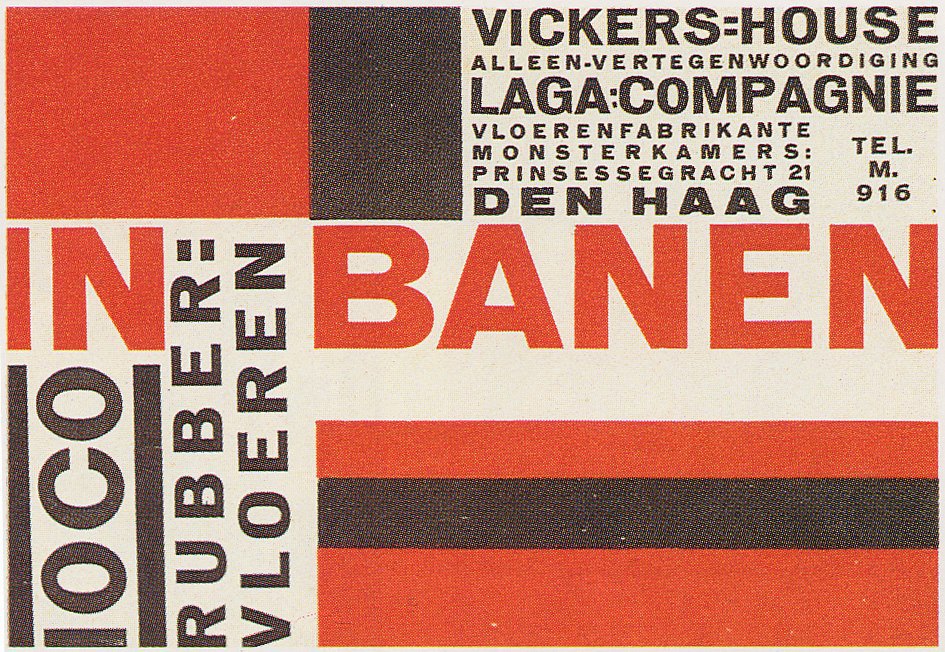 VICKERS=HOUSE
ALLEEN-VERTEGENWOORDIGING
LAGA:COMPAGNIE
VLOERENFABRIKANTE
MONSTERKAMERS:
PRINSESSEGRACHT 21
DEN HAAG
TEL.
M.
916
IN BANEN
IOCO
RUBBER=
VLOEREN